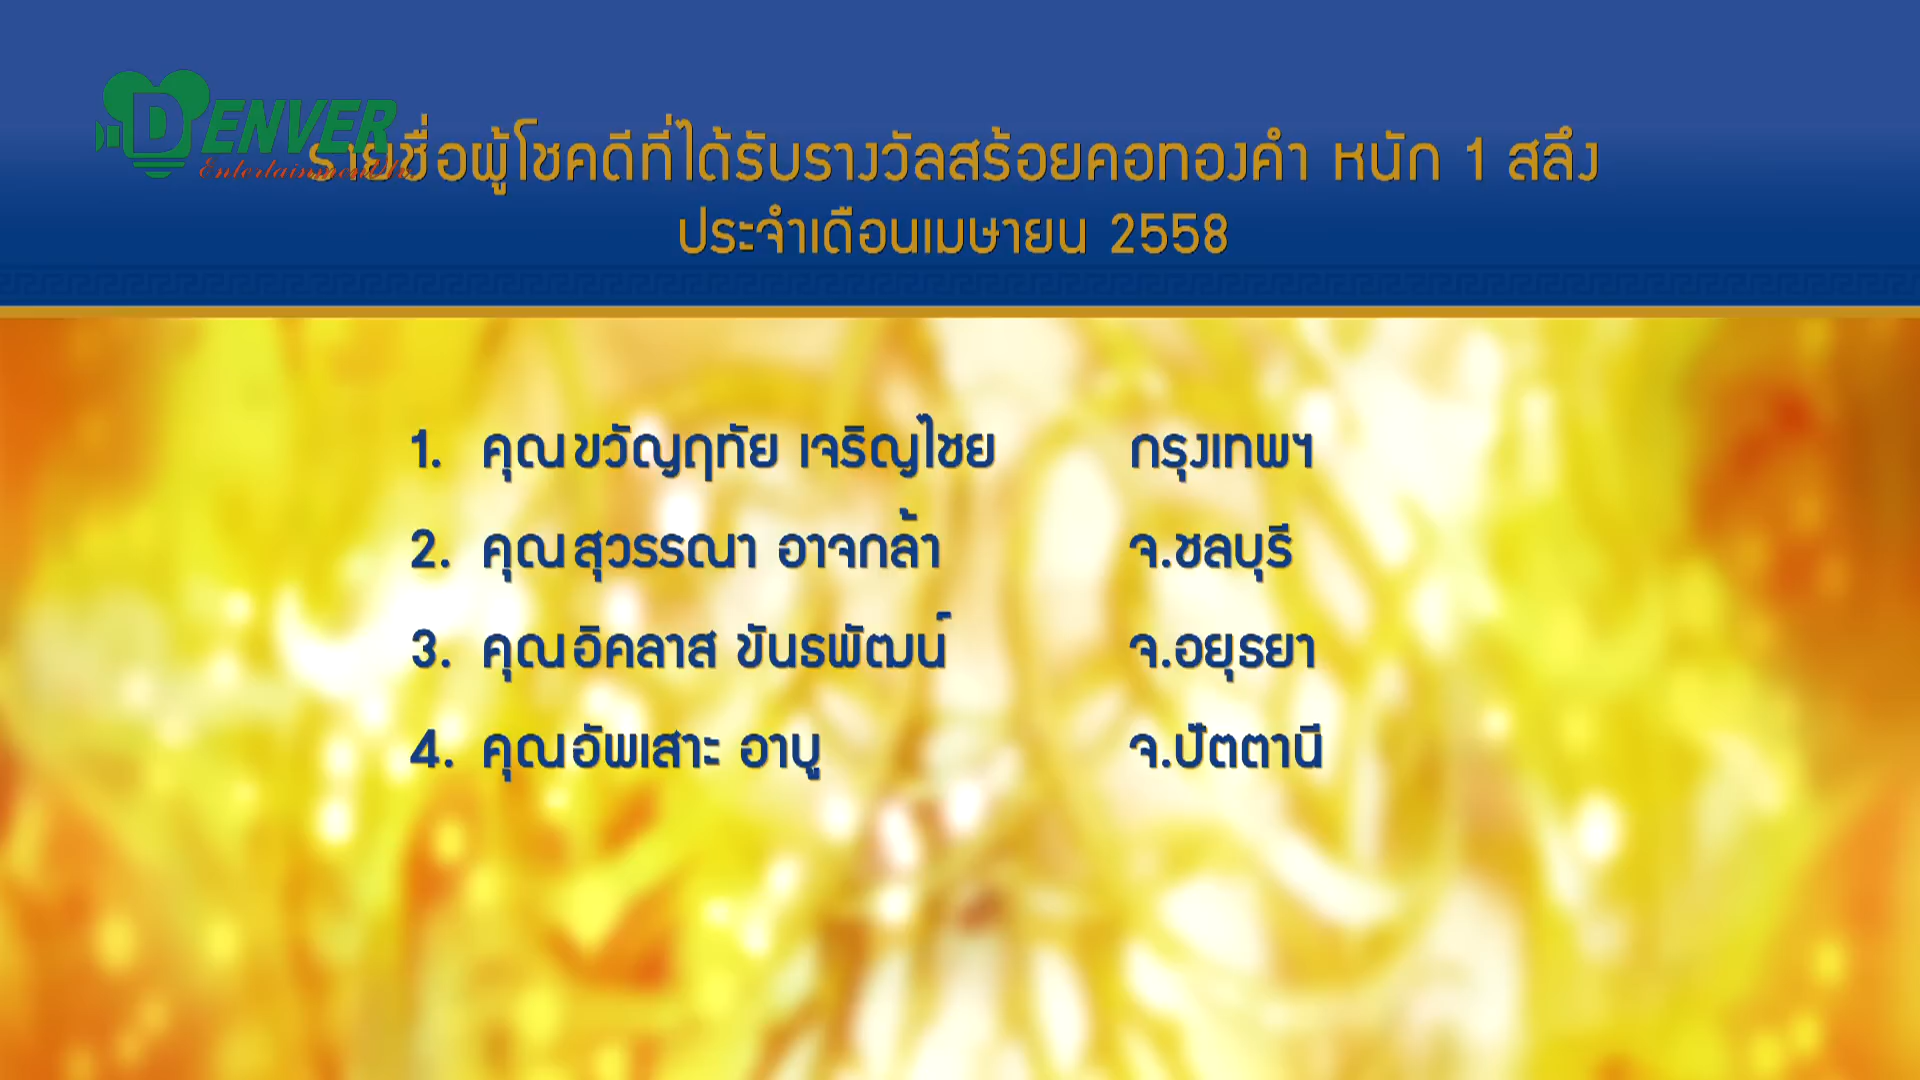 DENVER
Entertainment
รายชื่อผู้โชคดีที่ได้รับรางวัลสร้อยคอทองคำ หนัก 1 สลึง
ประจำเดือนเมษายน 2558
1. คุณขวัญฤทัย เจริญไชย กรุงเทพฯ
2. คุณสุวรรณา อาจกล้า จ.ชลบุรี
3. คุณอิคลาส ขันธพัฒน์ จ.อยุธยา
4. คุณอัพเสาะ อาบู จ.ปัตตานี